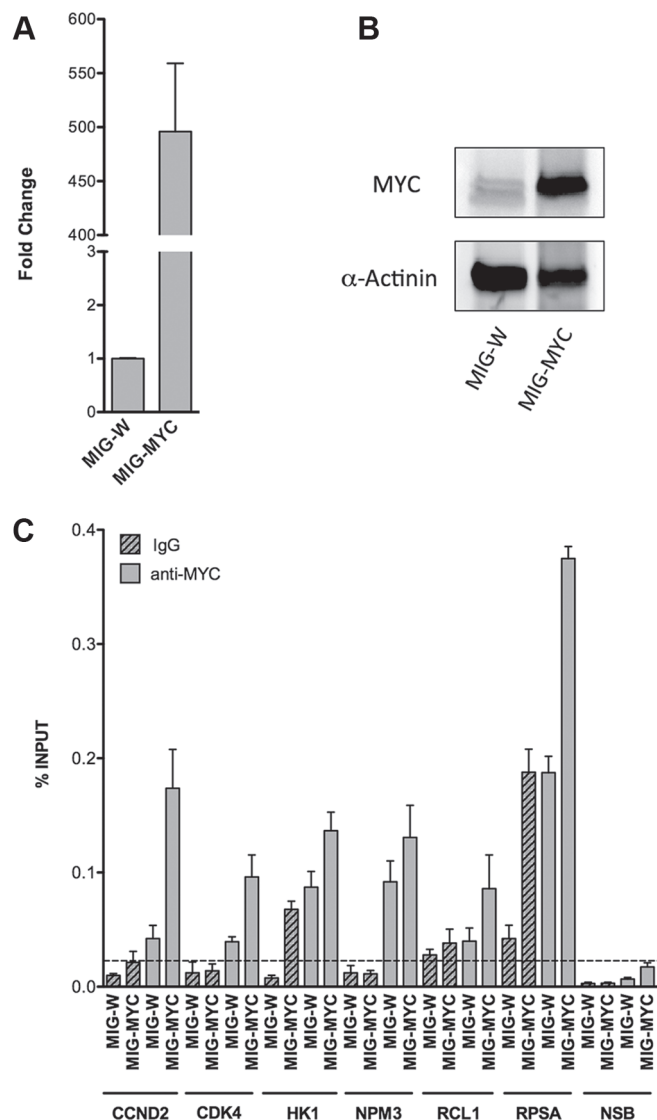 A
600
550
500
450
400
3
2
1
0
Fold Change
MIG-W
MIG-MYC
B
MYC
α-Actinin
MIG-W
MIG-MYC
C
0.4
0.3
0.2
0.1
0.0
% INPUT
IgG
anti-MYC
MIG-W MIG-MYC MIG-W MIG-MYC MIG-W MIG-MYC MIG-W MIG-MYC MIG-W MIG-MYC MIG-W MIG-MYC MIG-W MIG-MYC MIG-W MIG-MYC MIG-W MIG-MYC MIG-W MIG-MYC MIG-W MIG-MYC MIG-W MIG-MYC MIG-W MIG-MYC MIG-W MIG-MYC
CCND2 CDK4 HK1 NPM3 RCL1 RPSA NSB